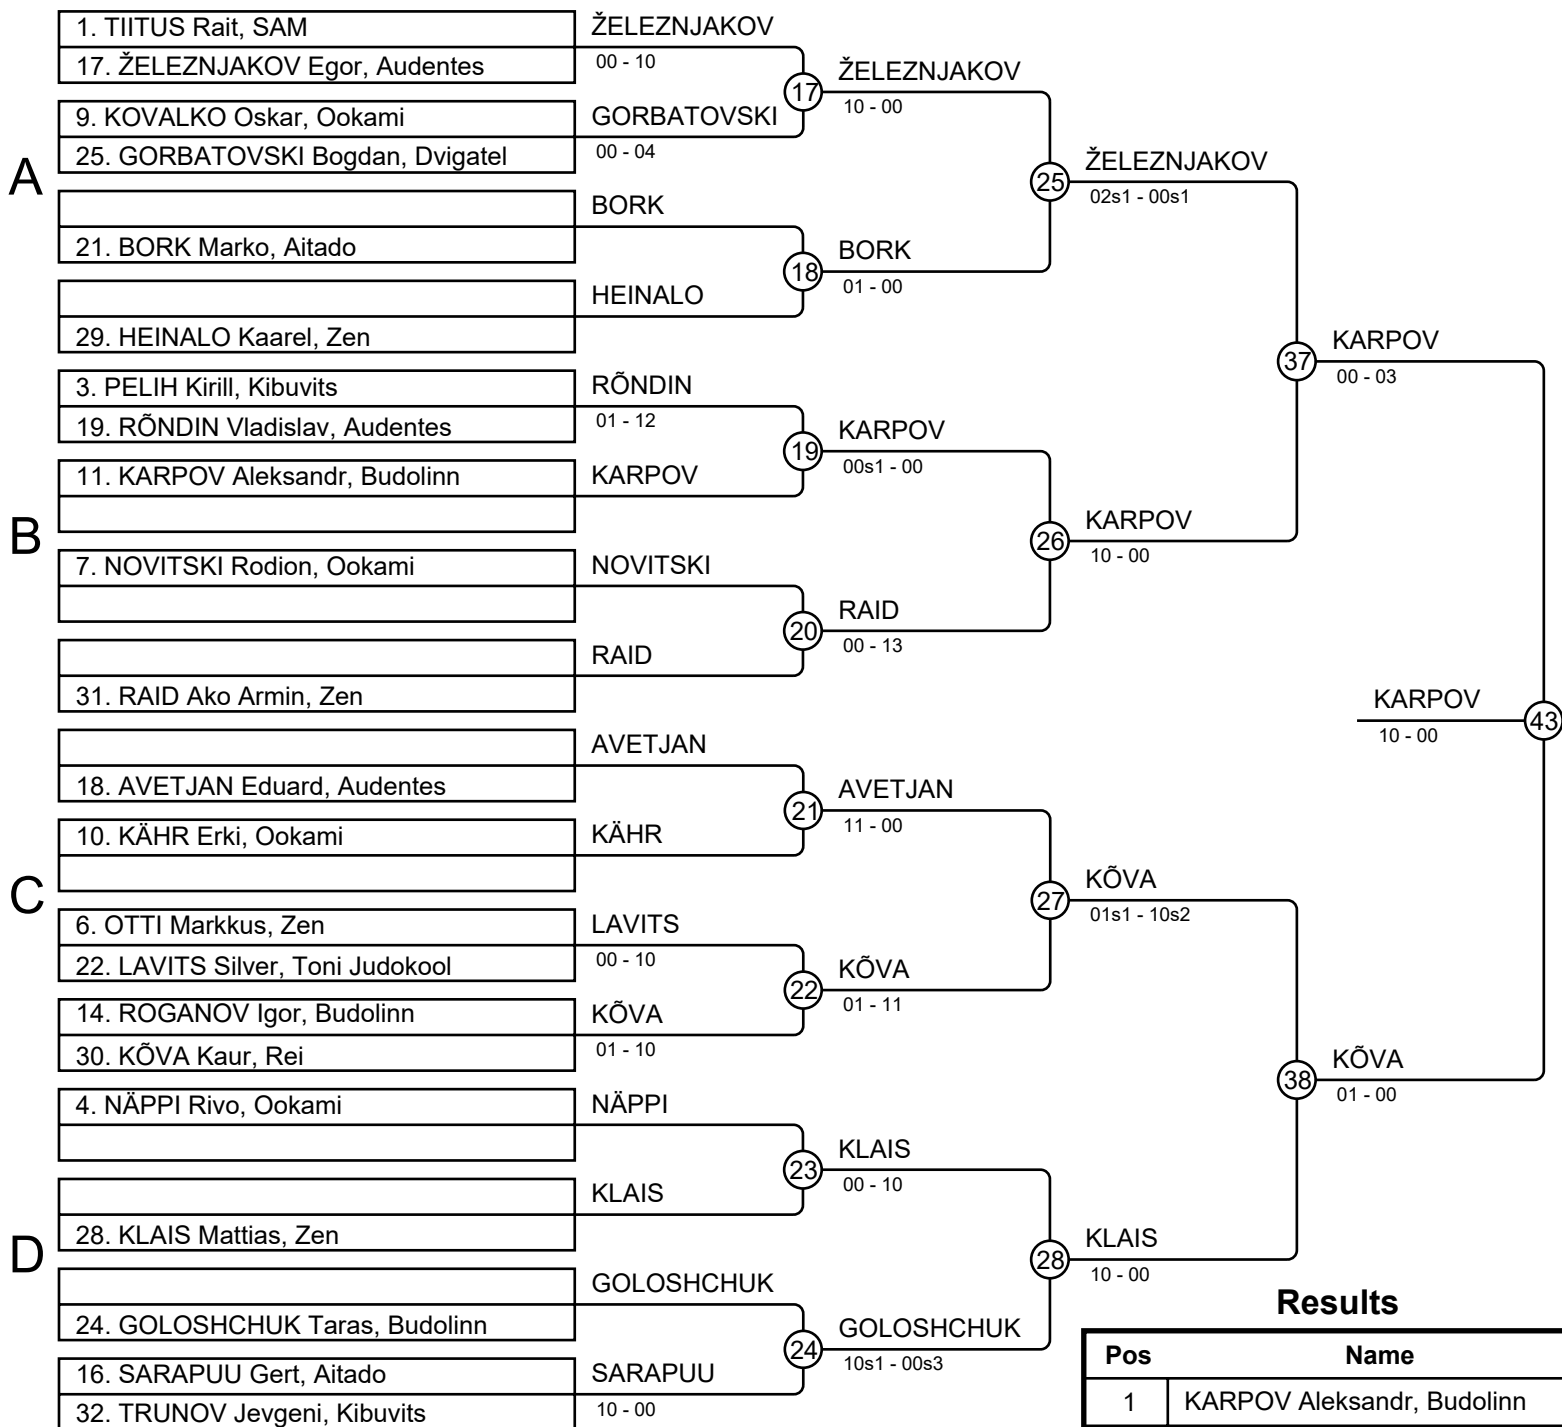 A
1. TIITUS Rait, SAM
17. ŽELEZNJAKOV Egor, Audentes
9. KOVALKO Oskar, Ookami
25. GORBATOVSKI Bogdan, Dvigatel
21. BORK Marko, Aitado
29. HEINALO Kaarel, Zen
B
3. PELIH Kirill, Kibuvits
19. RÕNDIN Vladislav, Audentes
11. KARPOV Aleksandr, Budolinn
7. NOVITSKI Rodion, Ookami
31. RAID Ako Armin, Zen
C
18. AVETJAN Eduard, Audentes
10. KÄHR Erki, Ookami
6. OTTI Markkus, Zen
22. LAVITS Silver, Toni Judokool
14. ROGANOV Igor, Budolinn
30. KÕVA Kaur, Rei
D
4. NÄPPI Rivo, Ookami
28. KLAIS Mattias, Zen
24. GOLOSHCHUK Taras, Budolinn
16. SARAPUU Gert, Aitado
32. TRUNOV Jevgeni, Kibuvits
ŽELEZNJAKOV
00 - 10
GORBATOVSKI
00 - 04
BORK
HEINALO
RÕNDIN
01 - 12
KARPOV
NOVITSKI
RAID
AVETJAN
KÄHR
LAVITS
00 - 10
KÕVA
01 - 10
NÄPPI
KLAIS
GOLOSHCHUK
SARAPUU
10 - 00
17
ŽELEZNJAKOV
10 - 00
18
BORK
01 - 00
19
KARPOV
00s1 - 00
20
RAID
00 - 13
21
AVETJAN
11 - 00
22
KÕVA
01 - 11
23
KLAIS
00 - 10
24
GOLOSHCHUK
10s1 - 00s3
25
ŽELEZNJAKOV
02s1 - 00s1
26
KARPOV
10 - 00
27
KÕVA
01s1 - 10s2
28
KLAIS
10 - 00
37
KARPOV
00 - 03
38
KÕVA
01 - 00
KARPOV
43
10 - 00
Results
Pos Name
1 KARPOV Aleksandr, Budolinn